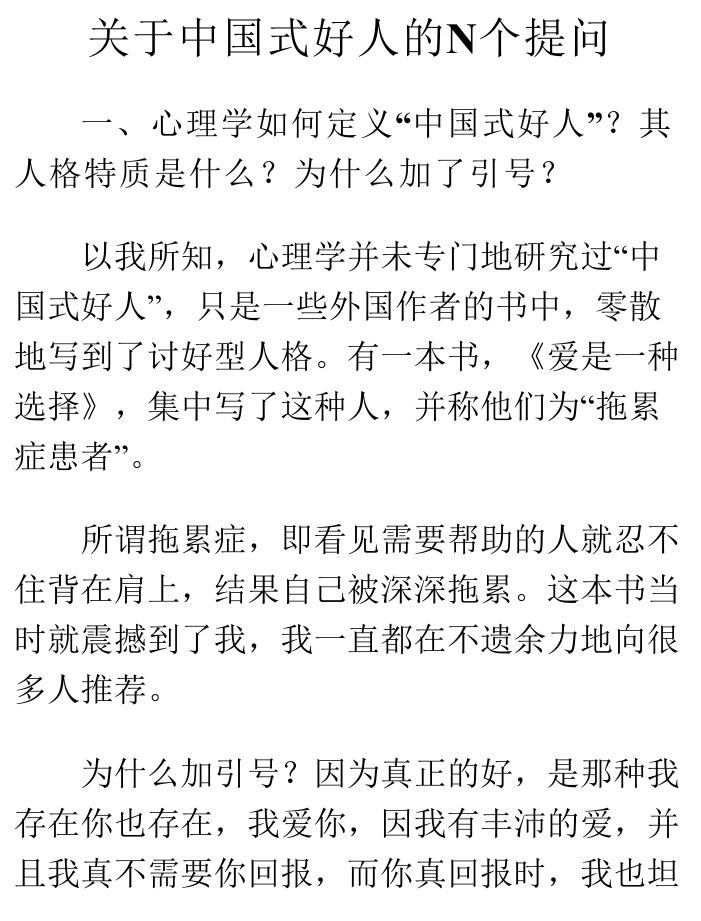 关于中国式好人的N个提问
一、心理学如何定义“中国式好人”？其
人格特质是什么？为什么加了引号？
以我所知，心理学并未专门地研究过“中
国式好人”，只是一些外国作者的书中，零散
地写到了讨好型人格。有一本书，《爱是一种
选择》，集中写了这种人，并称他们为“拖累
症患者”。
所谓拖累症，即看见需要帮助的人就忍不
住背在肩上，结果自己被深深拖累。这本书当
时就震撼到了我，我一直都在不遗余力地向很
多人推荐。
为什么加引号？因为真正的好，是那种我
存在你也存在，我爱你，因我有丰沛的爱，并
且我真不需要你回报，而你真回报时，我也坦